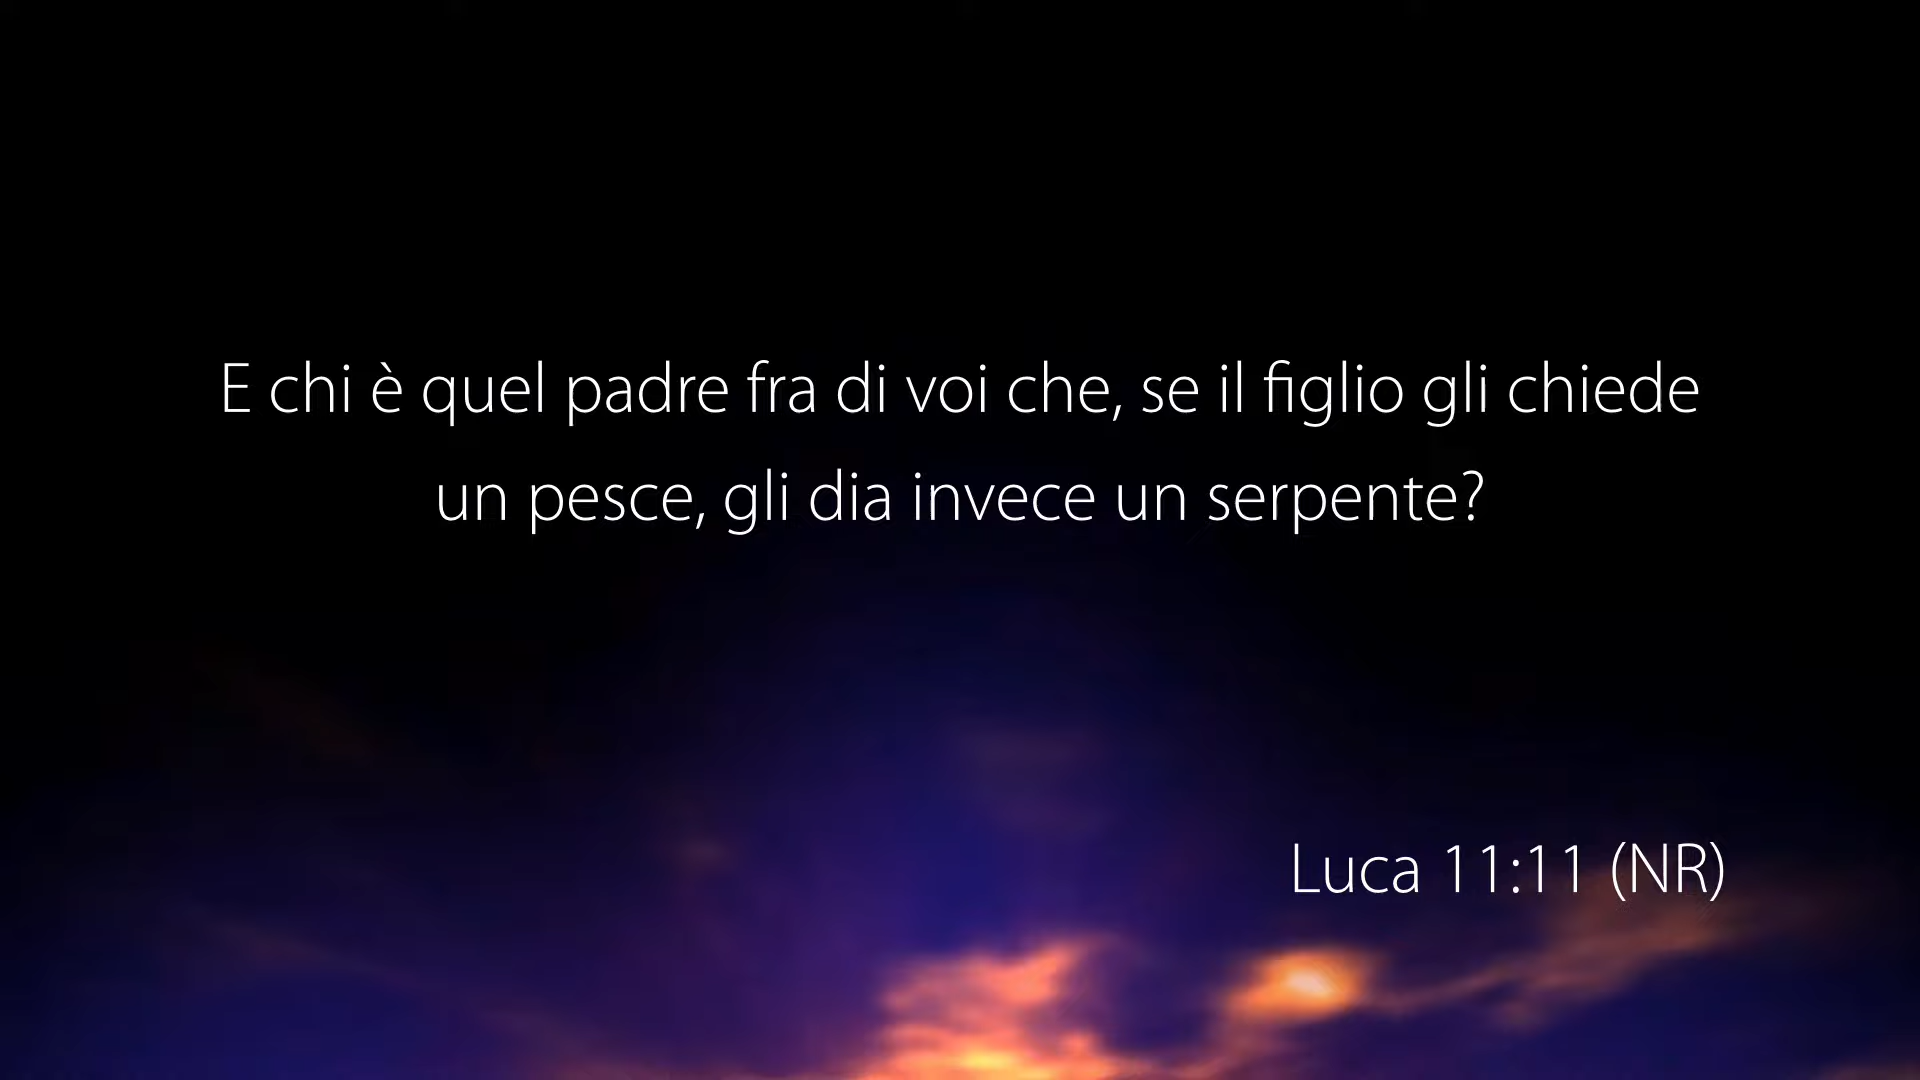 E chi è quel padre fra di voi che, se il figlio gli chiede
un pesce, gli dia invece un serpente?
Luca 11:11 (NR)